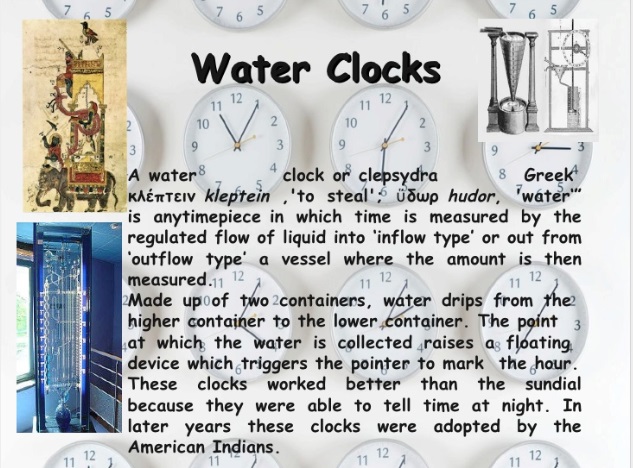 Water Clocks
A water clock or clepsydra Greek
κλέπτειν kleptein ,'to steal'; ὕδωρ hudor, 'water'"
is anytimepiece in which time is measured by the
regulated flow of liquid into 'inflow type' or out from
'outflow type' a vessel where the amount is then
measured.
Made up of two containers, water drips from the
higher container to the lower container. The point
at which the water is collected raises a floating
device which triggers the pointer to mark the hour.
These clocks worked better than the sundial
because they were able to tell time at night. In
later years these clocks were adopted by the
American Indians.